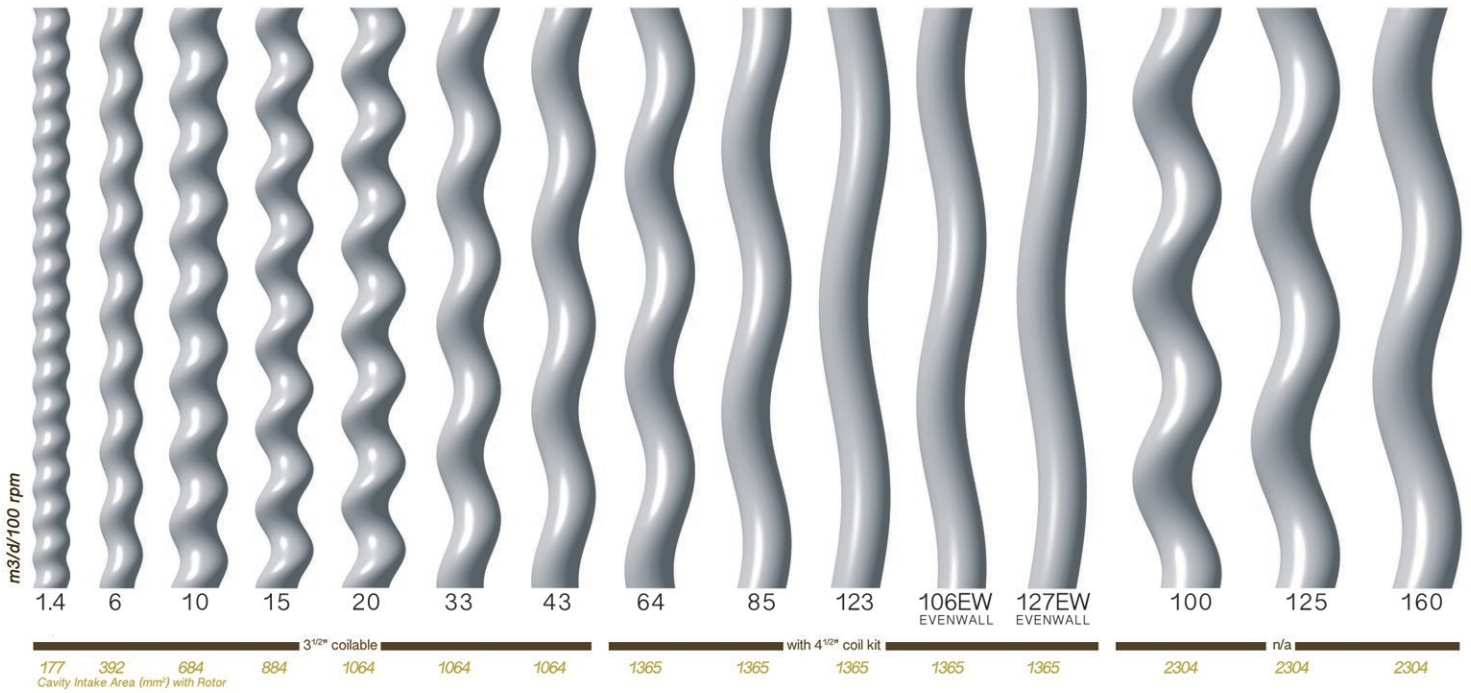 m3/d/100 rpm
1.4 6 10 15 20 33 43 64 85 123 106EW 127EW 100 125 160
EVENWALL EVENWALL
3 1/2" coilable with 4 1/2" coil kit n/a
177 392 684 884 1064 1064 1064 1365 1365 1365 1365 1365 2304 2304 2304
Cavity Intake Area (mm²) with Rotor